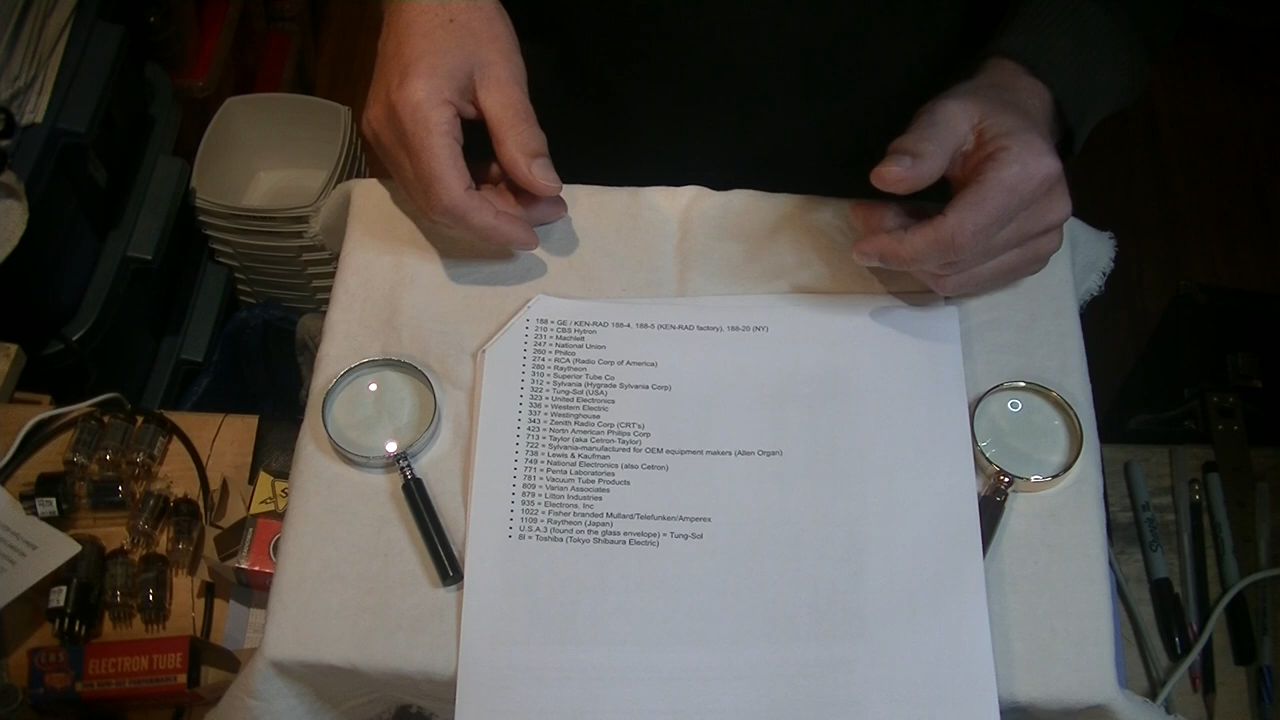 • 188 = GE / KEN-RAD 188-4, 188-5 (KEN-RAD factory), 188-20 (NY)
• 210 = CBS Hytron
• 231 = Machlett
• 247 = National Union
• 260 = Philco
• 274 = RCA (Radio Corp of America)
• 280 = Raytheon
• 310 = Superior Tube Co
• 312 = Sylvania (Hygrade Sylvania Corp)
• 322 = Tung-Sol (USA)
• 323 = United Electronics
• 336 = Western Electric
• 337 = Westinghouse
• 343 = Zenith Radio Corp (CRT's)
• 423 = North American Philips Corp
• 713 = Taylor (aka Cetron-Taylor)
• 722 = Sylvania-manufactured for OEM equipment makers (Allen Organ)
• 738 = Lewis & Kaufman
• 749 = National Electronics (also Cetron)
• 771 = Penta Laboratories
• 781 = Vacuum Tube Products
• 809 = Varian Associates
• 879 = Litton Industries
• 935 = Electrons, Inc
• 1022 = Fisher branded Mullard/Telefunken/Amperex
• 1109 = Raytheon (Japan)
• U.S.A.3 (found on the glass envelope) = Tung-Sol
• 8I = Toshiba (Tokyo Shibaura Electric)
ELECTRON TUBE
Sharpie